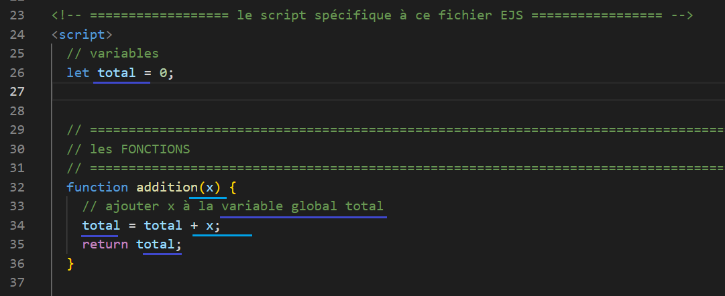 23 <!-- ================== le script spécifique à ce fichier EJS ================= -->
24 <script>
25 // variables
26 let total = 0;
27
28
29 // ===================================================================================
30 // les FONCTIONS
31 // ===================================================================================
32 function addition(x) {
33 // ajouter x à la variable global total
34 total = total + x;
35 return total;
36 }
37